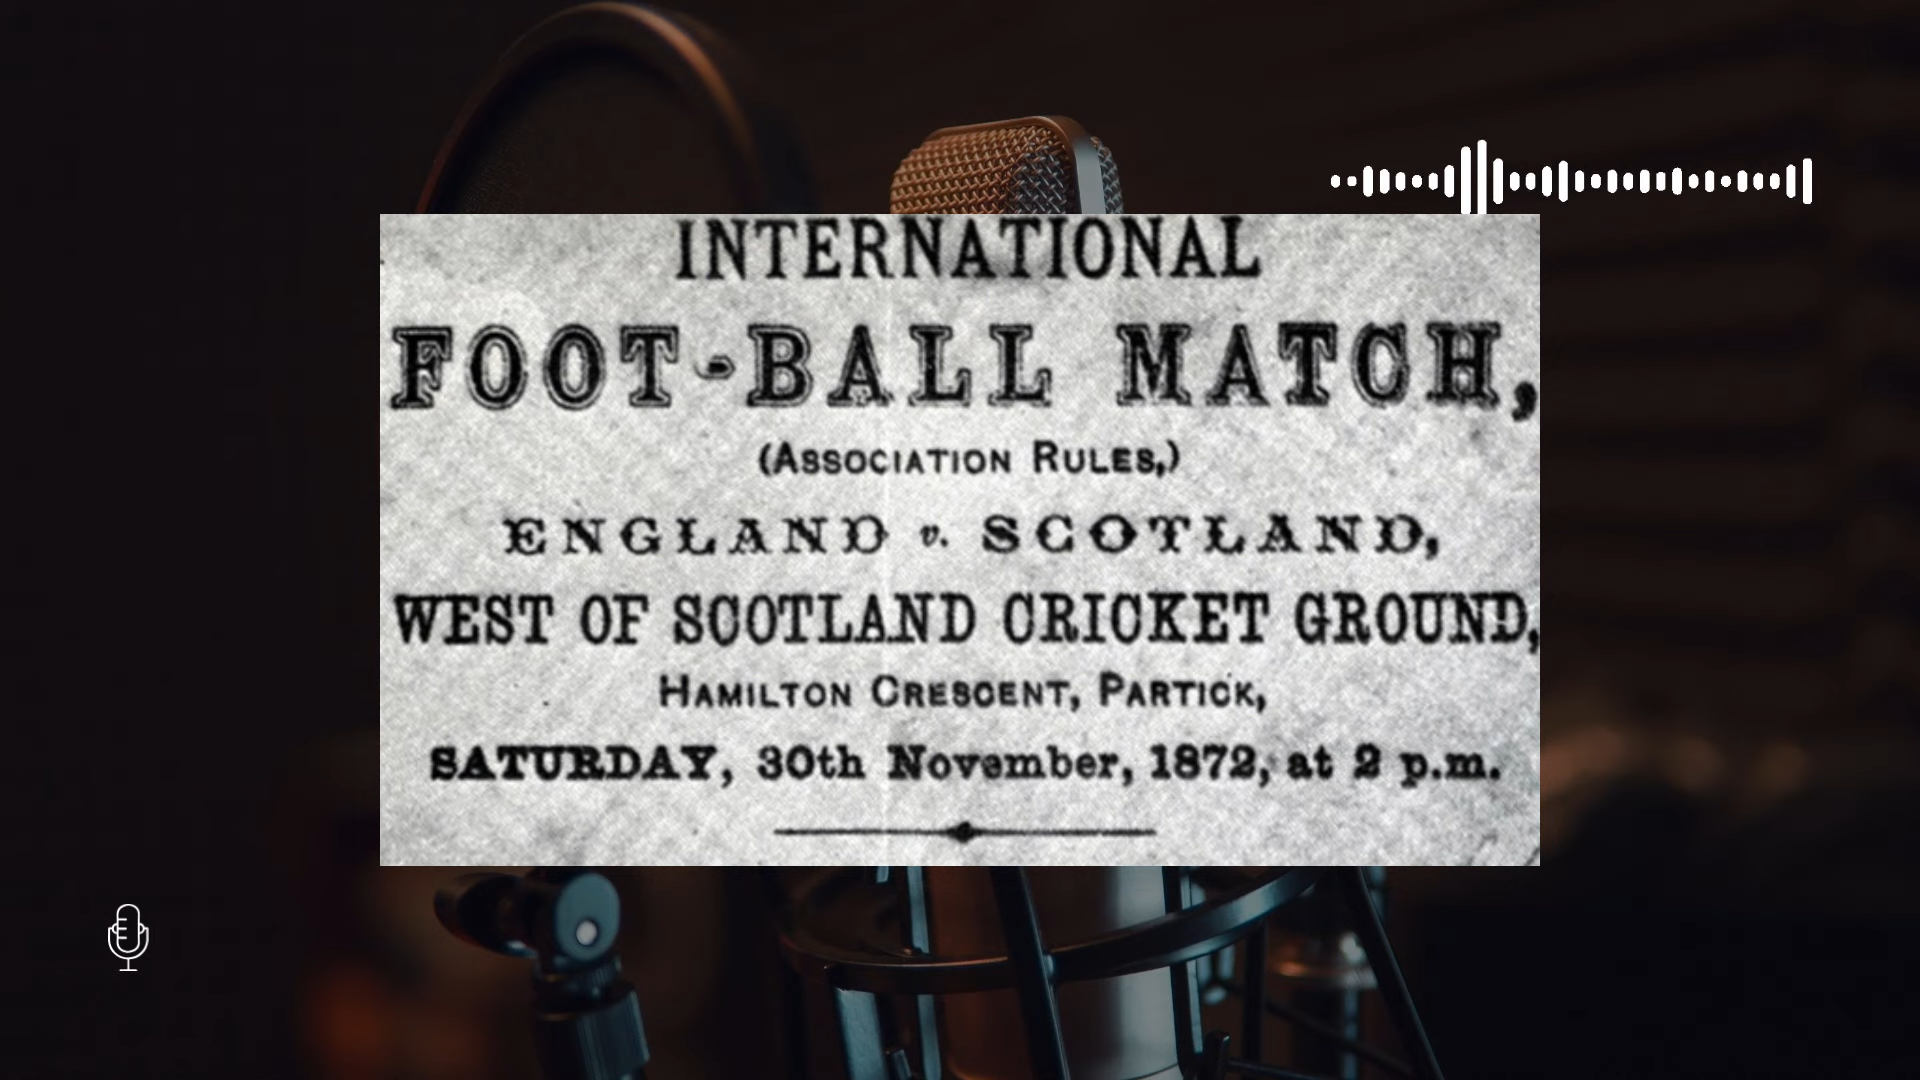 INTERNATIONAL
FOOT-BALL MATCH,
(ASSOCIATION RULES,)
ENGLAND v. SCOTLAND,
WEST OF SCOTLAND CRICKET GROUND,
HAMILTON CRESCENT, PARTICK,
SATURDAY, 30th November, 1872, at 2 p.m.